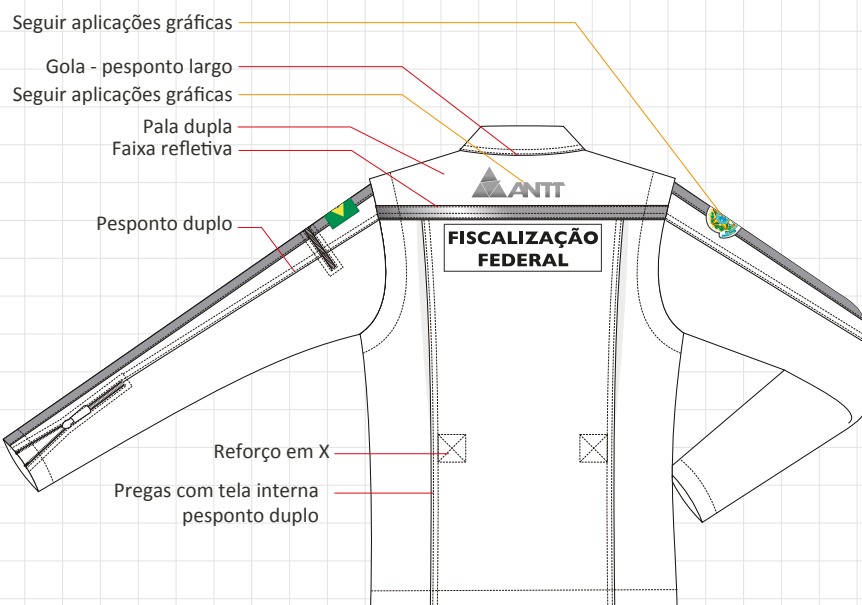 Seguir aplicações gráficas
Gola - pesponto largo
Seguir aplicações gráficas
Pala dupla
Faixa refletiva
ANTT
Pesponto duplo
FISCALIZAÇÃO
FEDERAL
Reforço em X
Pregas com tela interna
pesponto duplo